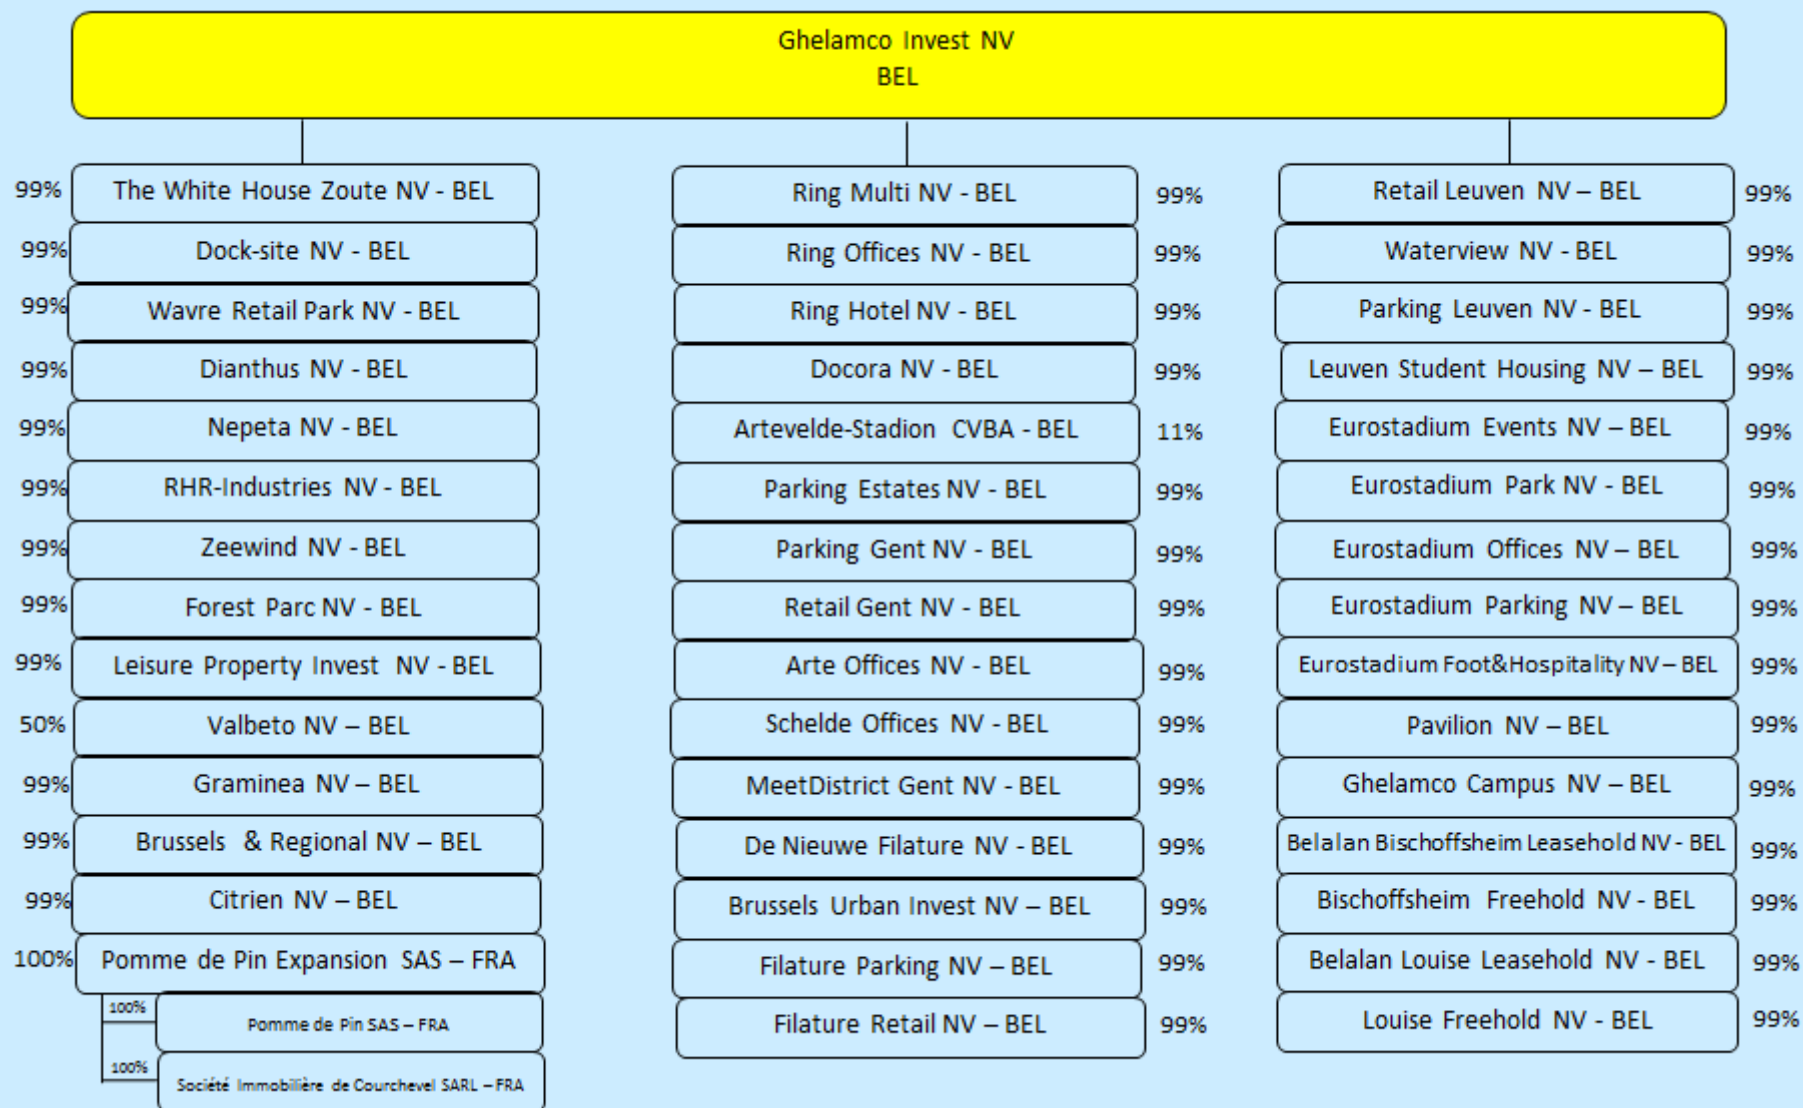 Ghelamco Invest NV
BEL
99% The White House Zoute NV - BEL
99% Dock-site NV - BEL
99% Wavre Retail Park NV - BEL
99% Dianthus NV - BEL
99% Nepeta NV - BEL
99% RHR-Industries NV - BEL
99% Zeewind NV - BEL
99% Forest Parc NV - BEL
99% Leisure Property Invest NV - BEL
50% Valbeto NV – BEL
99% Graminea NV – BEL
99% Brussels & Regional NV – BEL
99% Citrien NV – BEL
100% Pomme de Pin Expansion SAS – FRA
100% Pomme de Pin SAS – FRA
100% Société Immobilière de Courchevel SARL – FRA
Ring Multi NV - BEL 99%
Ring Offices NV - BEL 99%
Ring Hotel NV - BEL 99%
Docora NV - BEL 99%
Artevelde-Stadion CVBA - BEL 11%
Parking Estates NV - BEL 99%
Parking Gent NV - BEL 99%
Retail Gent NV - BEL 99%
Arte Offices NV - BEL 99%
Schelde Offices NV - BEL 99%
MeetDistrict Gent NV - BEL 99%
De Nieuwe Filature NV - BEL 99%
Brussels Urban Invest NV – BEL 99%
Filature Parking NV – BEL 99%
Filature Retail NV – BEL 99%
Retail Leuven NV – BEL 99%
Waterview NV - BEL 99%
Parking Leuven NV - BEL 99%
Leuven Student Housing NV – BEL 99%
Eurostadium Events NV – BEL 99%
Eurostadium Park NV - BEL 99%
Eurostadium Offices NV – BEL 99%
Eurostadium Parking NV – BEL 99%
Eurostadium Foot&Hospitality NV – BEL 99%
Pavilion NV – BEL 99%
Ghelamco Campus NV – BEL 99%
Belalan Bischoffsheim Leasehold NV - BEL 99%
Bischoffsheim Freehold NV - BEL 99%
Belalan Louise Leasehold NV - BEL 99%
Louise Freehold NV - BEL 99%